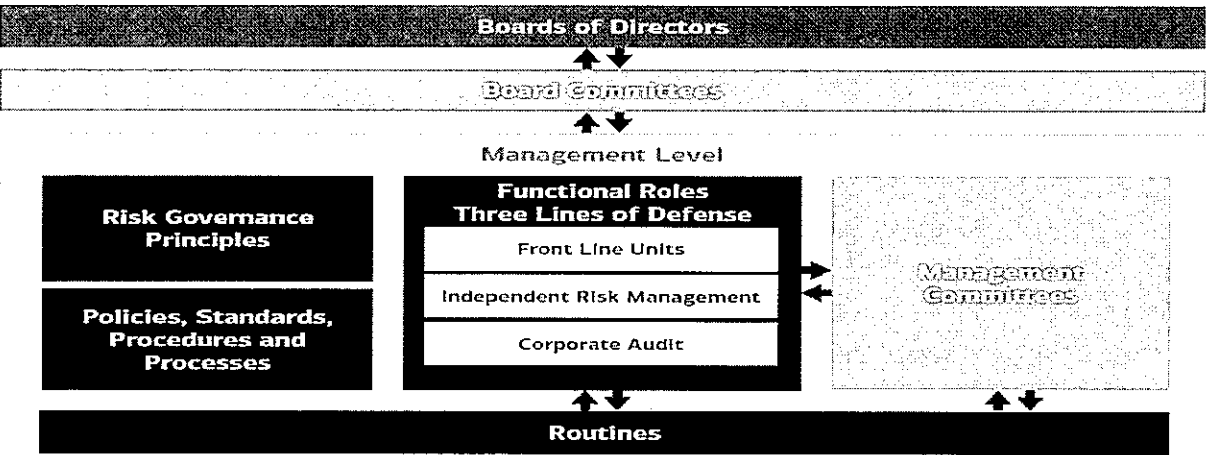 Boards of Directors
Board Committees
Management Level
Risk Governance
Principles
Policies, Standards,
Procedures and
Processes
Functional Roles
Three Lines of Defense
Front Line Units
Independent Risk Management
Corporate Audit
Management
Committees
Routines